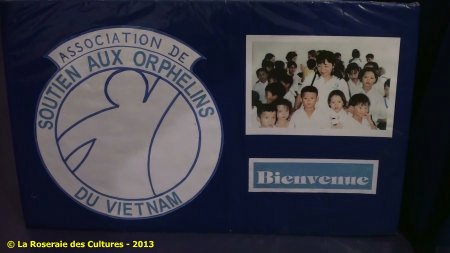 ASSOCIATION DE
SOUTIEN AUX ORPHELINS
DU VIETNAM
Bienvenue
© La Roseraie des Cultures - 2013